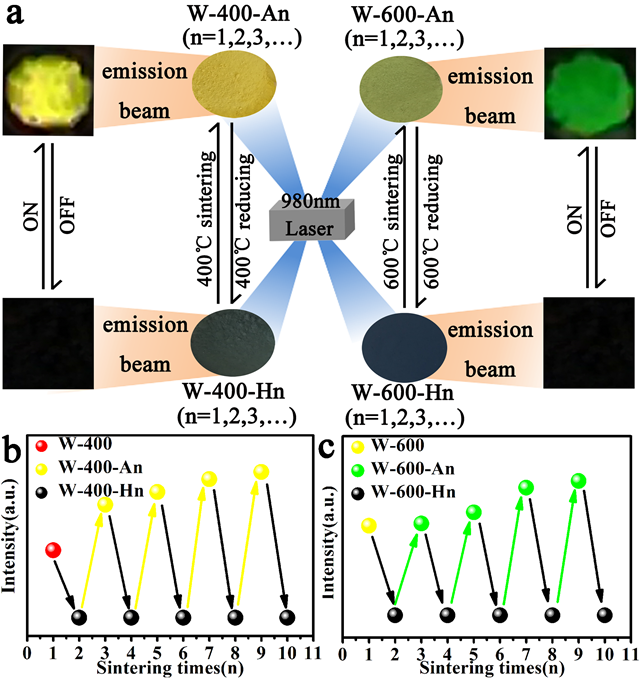 a
W-400-An
(n=1,2,3,…)
W-600-An
(n=1,2,3,…)
emission
beam
emission
beam
ON
OFF
400℃ sintering
400℃ reducing
980nm
Laser
600℃ sintering
600℃ reducing
ON
OFF
emission
beam
emission
beam
W-400-Hn
(n=1,2,3,…)
W-600-Hn
(n=1,2,3,…)
b
W-400
W-400-An
W-400-Hn
Intensity(a.u.)
0 1 2 3 4 5 6 7 8 9 10 11
Sintering times(n)
c
W-600
W-600-An
W-600-Hn
Intensity(a.u.)
0 1 2 3 4 5 6 7 8 9 10 11
Sintering times(n)